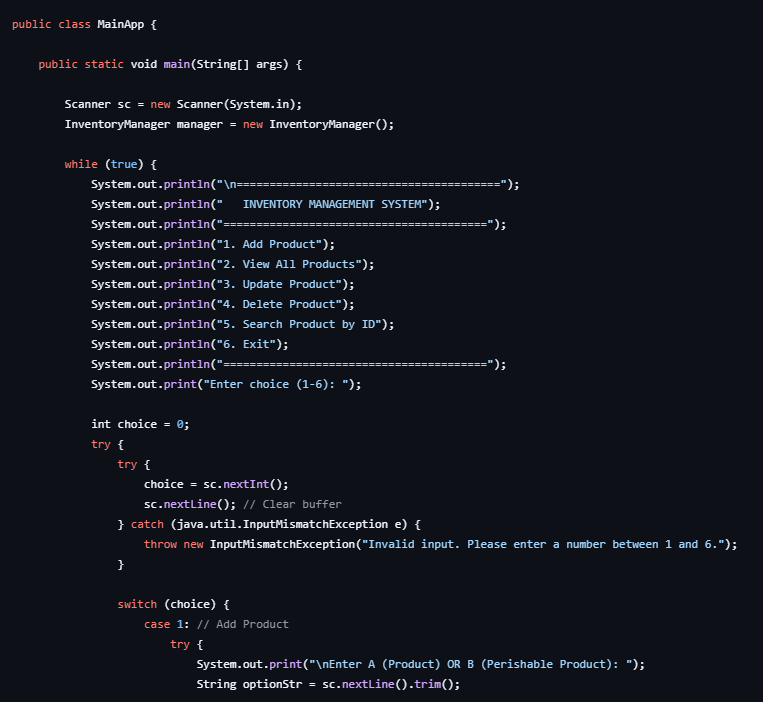 public class MainApp {
    public static void main(String[] args) {
        Scanner sc = new Scanner(System.in);
        InventoryManager manager = new InventoryManager();
        while (true) {
            System.out.println("\n========================================");
            System.out.println("   INVENTORY MANAGEMENT SYSTEM");
            System.out.println("========================================");
            System.out.println("1. Add Product");
            System.out.println("2. View All Products");
            System.out.println("3. Update Product");
            System.out.println("4. Delete Product");
            System.out.println("5. Search Product by ID");
            System.out.println("6. Exit");
            System.out.println("========================================");
            System.out.print("Enter choice (1-6): ");
            int choice = 0;
            try {
                try {
                    choice = sc.nextInt();
                    sc.nextLine(); // Clear buffer
                } catch (java.util.InputMismatchException e) {
                    throw new InputMismatchException("Invalid input. Please enter a number between 1 and 6.");
                }
                switch (choice) {
                    case 1: // Add Product
                        try {
                            System.out.print("\nEnter A (Product) OR B (Perishable Product): ");
                            String optionStr = sc.nextLine().trim();